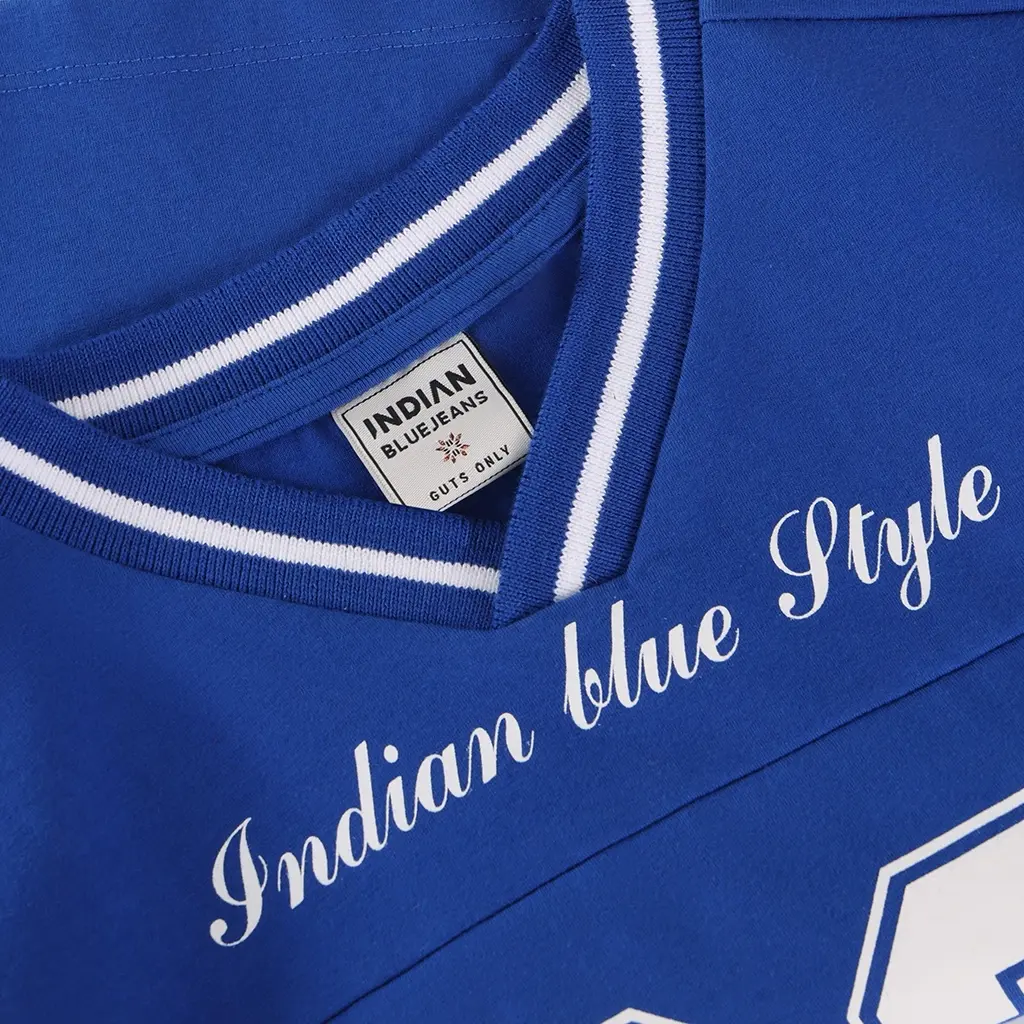 INDIAN
BLUEJEANS
GUTS ONLY
Indian blue Style